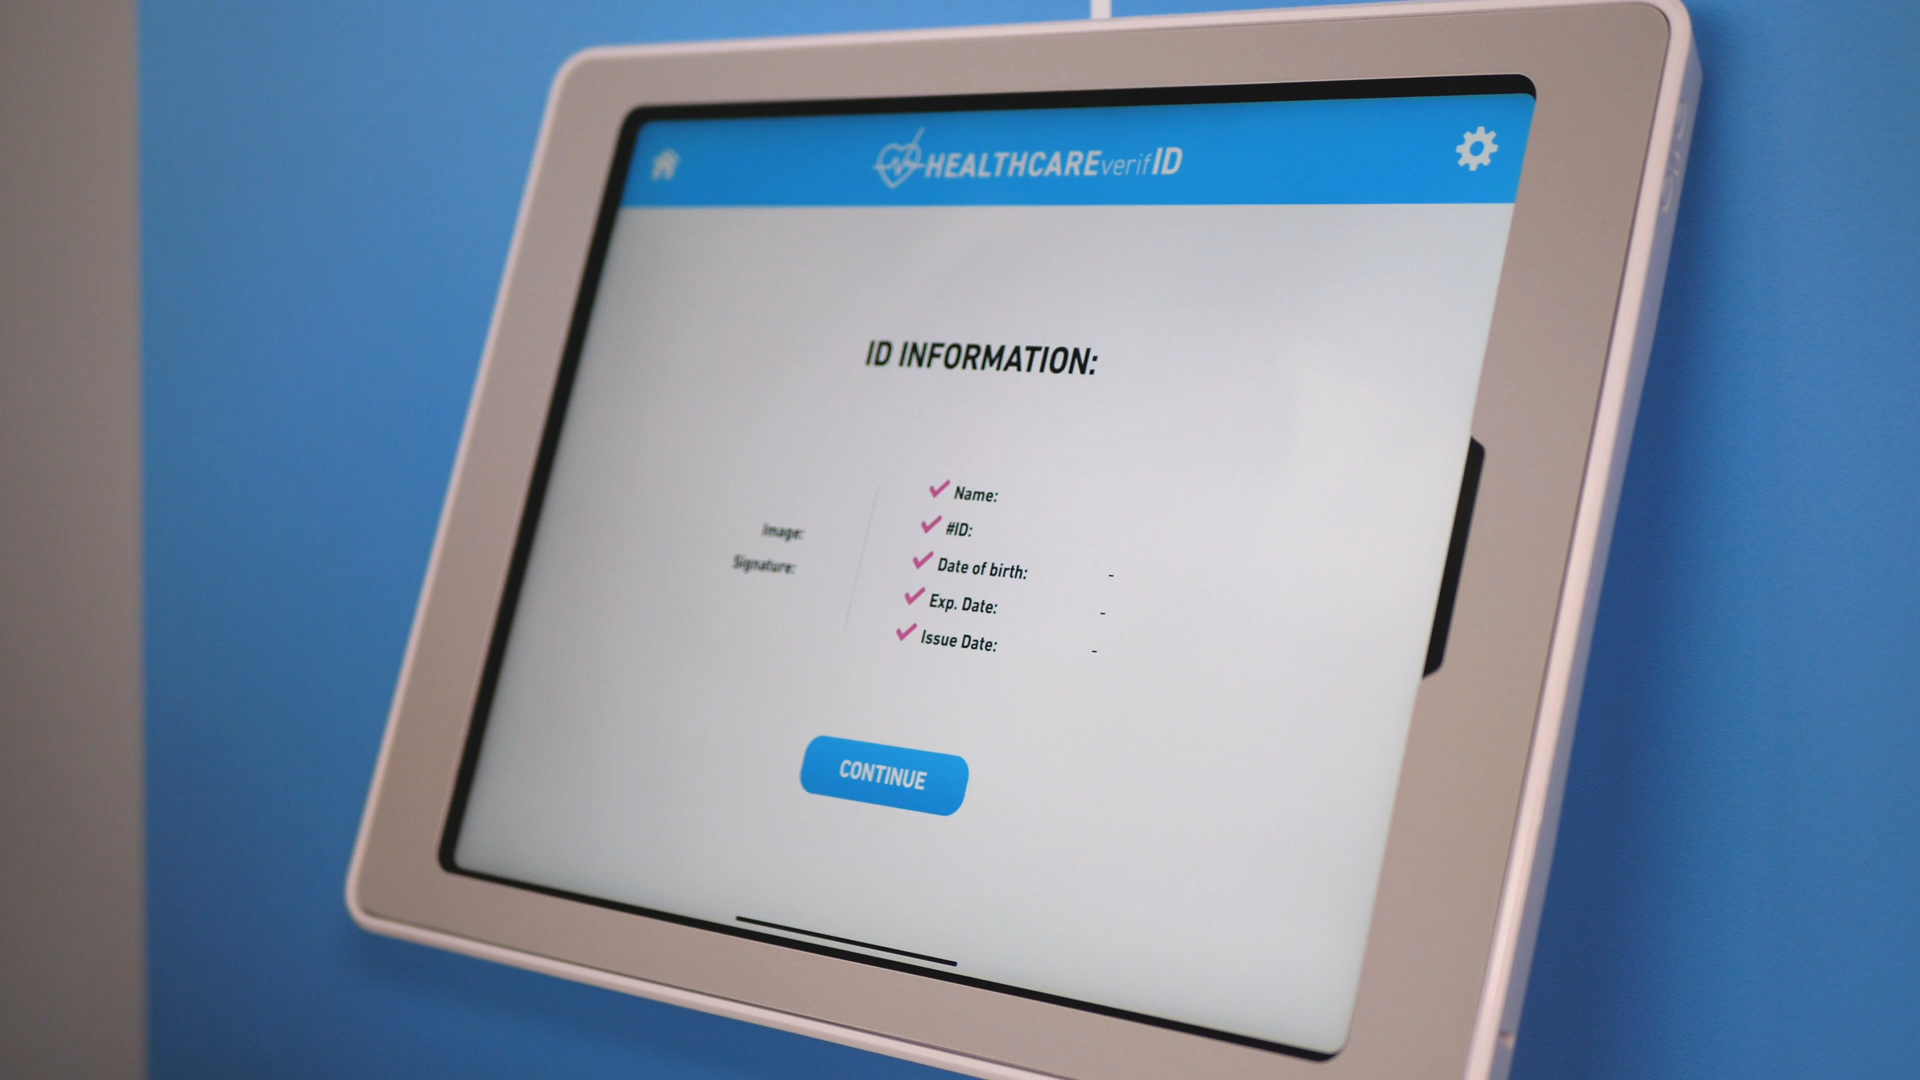 HEALTHCAREverifID
ID INFORMATION:
Image:
Signature:
Name:
#ID:
Date of birth: -
Exp. Date: -
Issue Date: -
CONTINUE